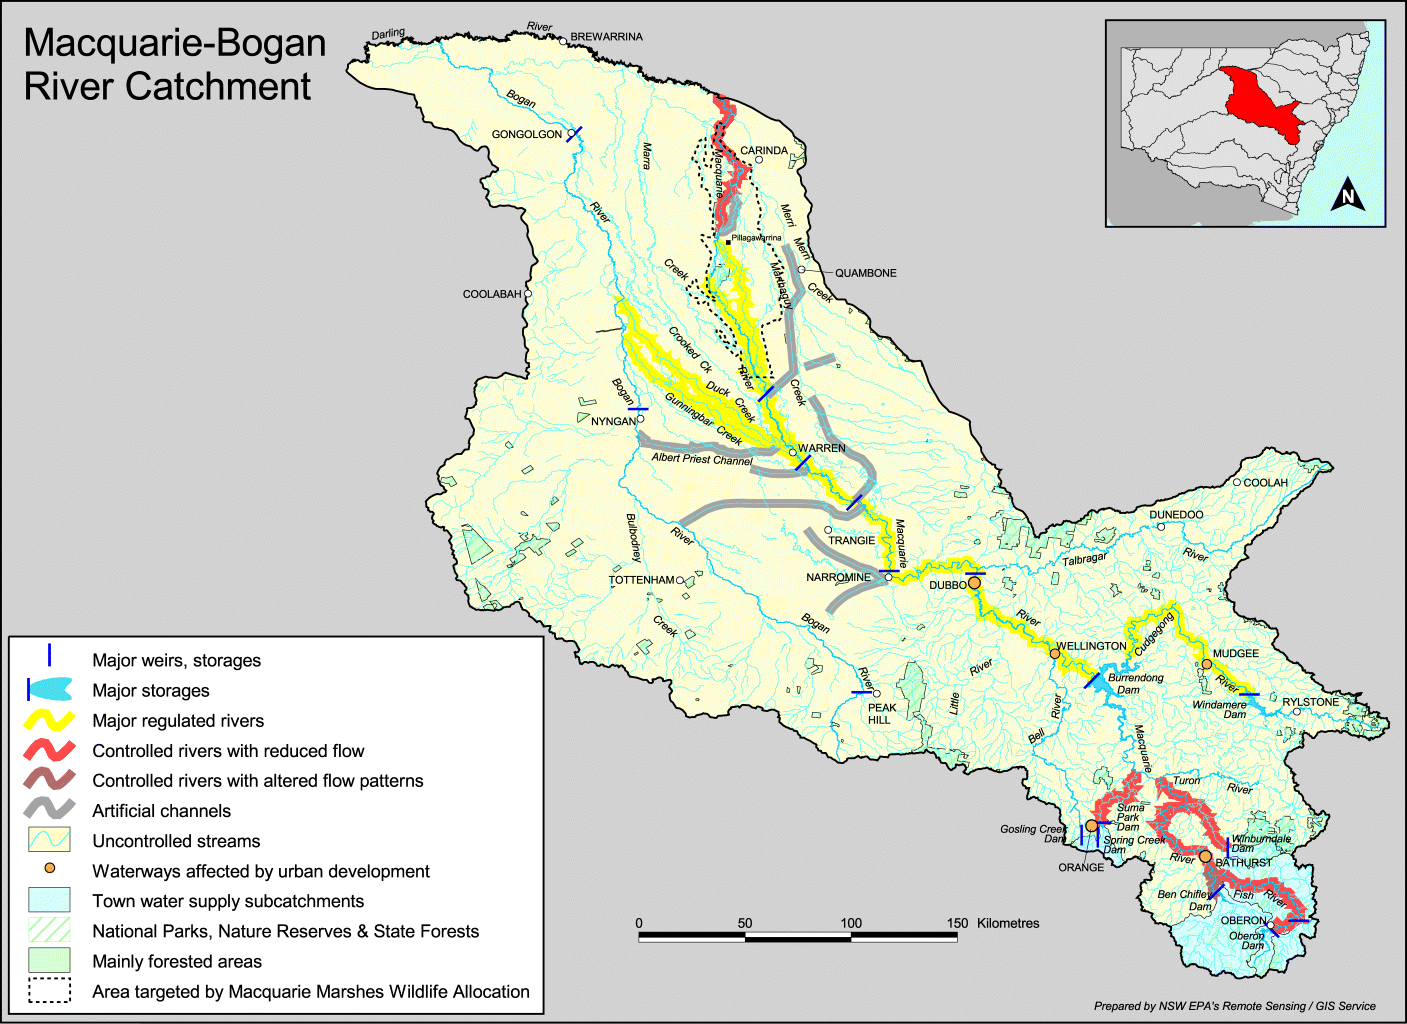 Macquarie-Bogan
River Catchment
Darling
River
BREWARRINA
Bogan
GONGOLGON
Marra
Macquarie
CARINDA
River
Merri
Merri
Pillagawarrina
Creek
Marthaguy
QUAMBONE
Creek
COOLABAH
Crooked Ck
River
Duck Creek
Creek
Bogan
Gunningbar Creek
NYNGAN
WARREN
Albert Priest Channel
COOLAH
DUNEDOO
Bulbodney
River
Macquarie
TRANGIE
Talbragar
River
TOTTENHAM
NARROMINE
DUBBO
Creek
Bogan
River
Cudgegong
WELLINGTON
MUDGEE
River
River
Burrendong
Dam
River
Windamere
Dam
RYLSTONE
PEAK
HILL
Little
River
Bell
Macquarie
Turon
River
Suma
Park
Dam
Gosling Creek
Dam
Spring Creek
Dam
Winburndale
Dam
ORANGE
River
BATHURST
Ben Chifley
Dam
Fish
River
OBERON
Oberon
Dam
N
Major weirs, storages
Major storages
Major regulated rivers
Controlled rivers with reduced flow
Controlled rivers with altered flow patterns
Artificial channels
Uncontrolled streams
Waterways affected by urban development
Town water supply subcatchments
National Parks, Nature Reserves & State Forests
Mainly forested areas
Area targeted by Macquarie Marshes Wildlife Allocation
0 50 100 150 Kilometres
Prepared by NSW EPA's Remote Sensing / GIS Service